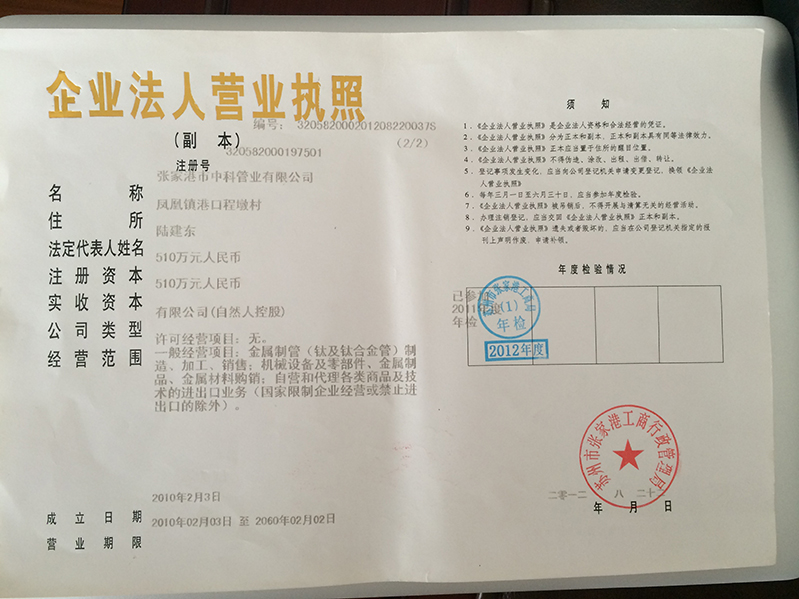 企业法人营业执照
编号： 320582000201208220037S
（副 本）
（2/2）
注册号
320582000197501
名 称
张家港市中科管业有限公司
住 所
凤凰镇港口程墩村
法定代表人姓名
陆建东
注 册 资 本
510万元人民币
实 收 资 本
510万元人民币
公 司 类 型
有限公司(自然人控股)
经 营 范 围
许可经营项目：无。
一般经营项目：金属制管（钛及钛合金管）制
造、加工、销售；机械设备及零部件、金属制
品、金属材料购销；自营和代理各类商品及技
术的进出口业务（国家限制企业经营或禁止进
出口的除外）。
成 立 日 期
2010年2月3日
营 业 期 限
2010年02月03日 至 2060年02月02日
须 知
1．《企业法人营业执照》是企业法人资格和合法经营的凭证。
2．《企业法人营业执照》分为正本和副本，正本和副本具有同等法律效力。
3．《企业法人营业执照》正本应当置于住所的醒目位置。
4．《企业法人营业执照》不得伪造、涂改、出租、出借、转让。
5．登记事项发生变化，应当向公司登记机关申请变更登记，换领《企业法
人营业执照》
6．每年三月一日至六月三十日，应当参加年度检验。
7．《企业法人营业执照》被吊销后，不得开展与清算无关的经营活动。
8．办理注销登记，应当交回《企业法人营业执照》正本和副本。
9．《企业法人营业执照》遗失或者毁坏的，应当在公司登记机关指定的报
刊上声明作废，申请补领。
年度检验情况
已参加
2011年度
年检
(1)
年检
2012年度
苏州市张家港工商行政管理局
二零一二 八 二十
年 月 日